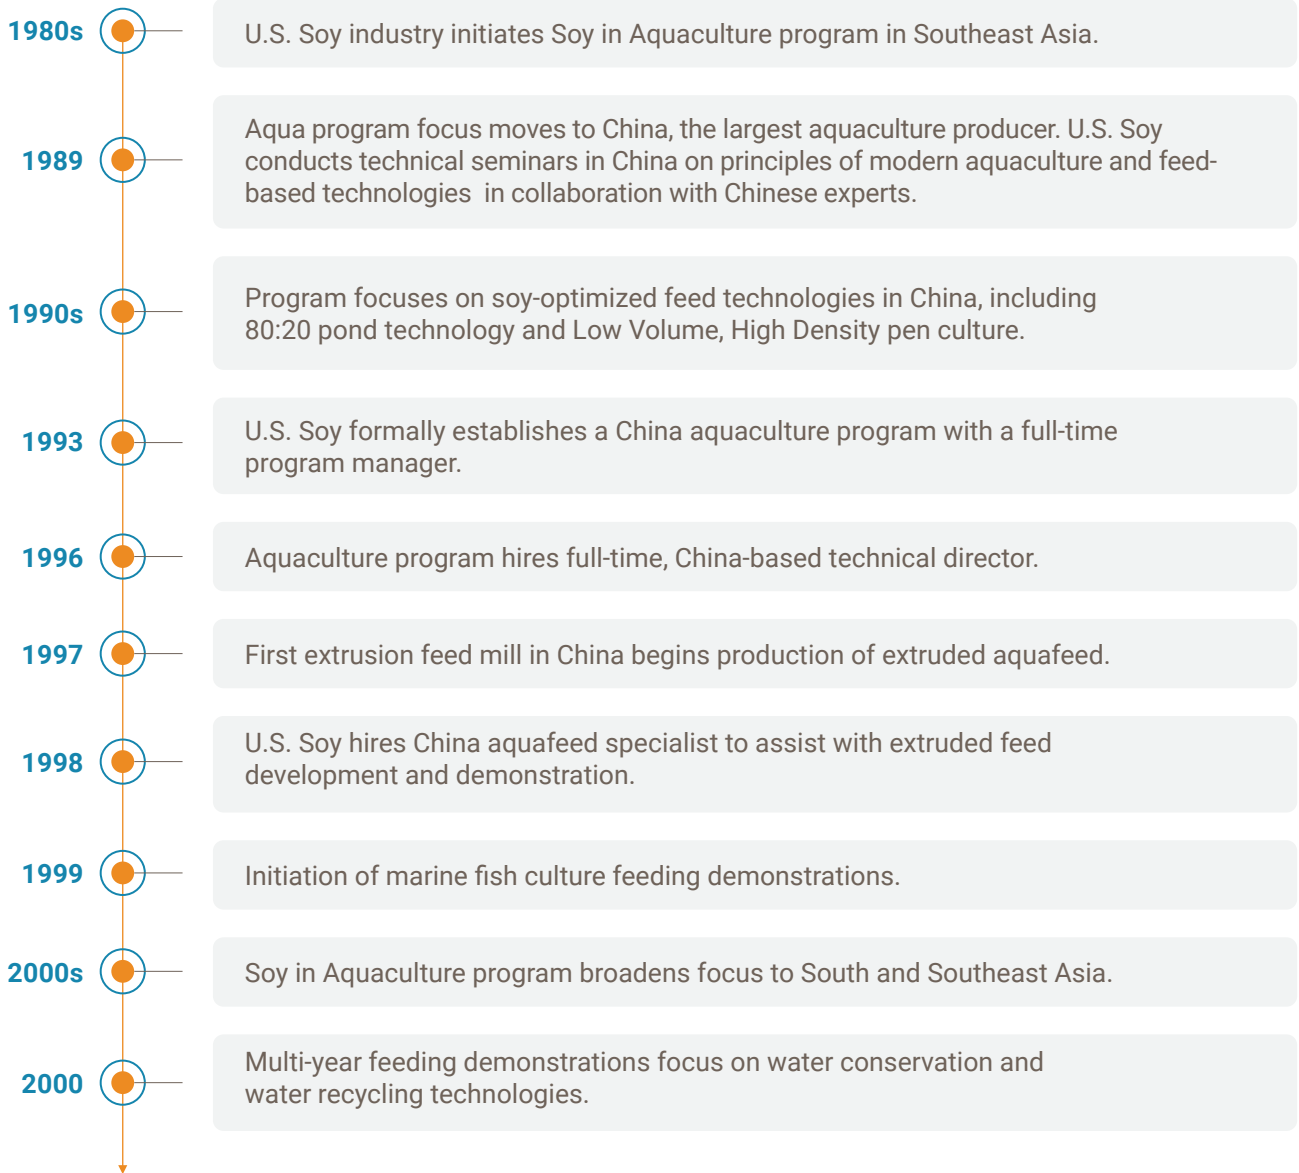 1980s
U.S. Soy industry initiates Soy in Aquaculture program in Southeast Asia.
1989
Aqua program focus moves to China, the largest aquaculture producer. U.S. Soy
conducts technical seminars in China on principles of modern aquaculture and feed-
based technologies  in collaboration with Chinese experts.
1990s
Program focuses on soy-optimized feed technologies in China, including
80:20 pond technology and Low Volume, High Density pen culture.
1993
U.S. Soy formally establishes a China aquaculture program with a full-time
program manager.
1996
Aquaculture program hires full-time, China-based technical director.
1997
First extrusion feed mill in China begins production of extruded aquafeed.
1998
U.S. Soy hires China aquafeed specialist to assist with extruded feed
development and demonstration.
1999
Initiation of marine fish culture feeding demonstrations.
2000s
Soy in Aquaculture program broadens focus to South and Southeast Asia.
2000
Multi-year feeding demonstrations focus on water conservation and
water recycling technologies.